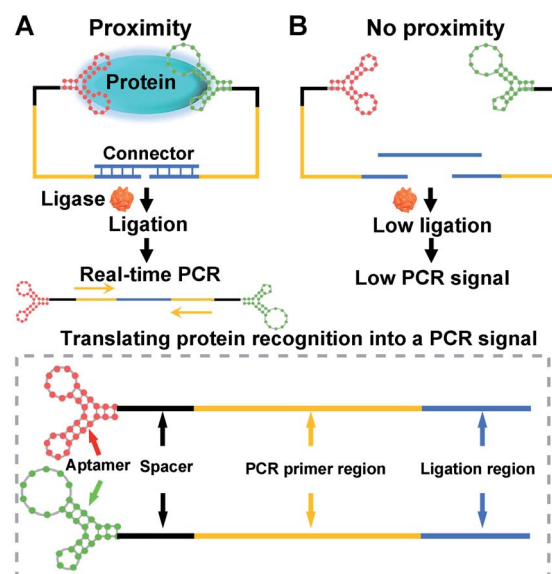 A Proximity
B No proximity
Protein
Connector
Ligase
Ligation
Low ligation
Real-time PCR
Low PCR signal
Translating protein recognition into a PCR signal
Aptamer Spacer PCR primer region Ligation region